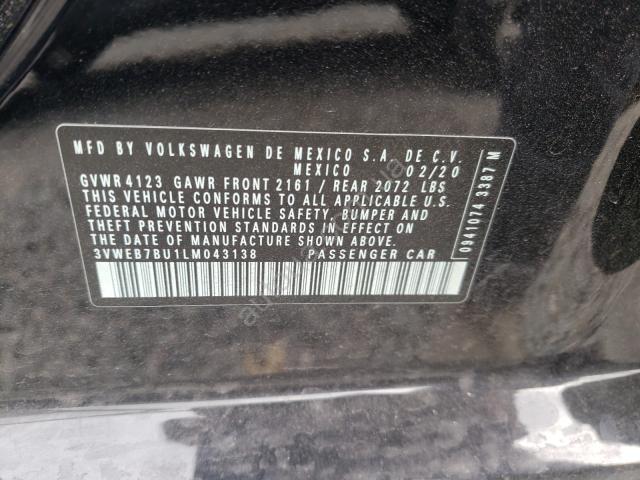 MFD BY VOLKSWAGEN DE MEXICO S.A. DE C.V.
MEXICO 02/20
GVWR 4123 GAWR FRONT 2161 / REAR 2072 LBS
THIS VEHICLE CONFORMS TO ALL APPLICABLE U.S.
FEDERAL MOTOR VEHICLE SAFETY, BUMPER AND
THEFT PREVENTION STANDARDS IN EFFECT ON
THE DATE OF MANUFACTURE SHOWN ABOVE
3VWEB7BU1LM043138 PASSENGER CAR
0941074 3387 M